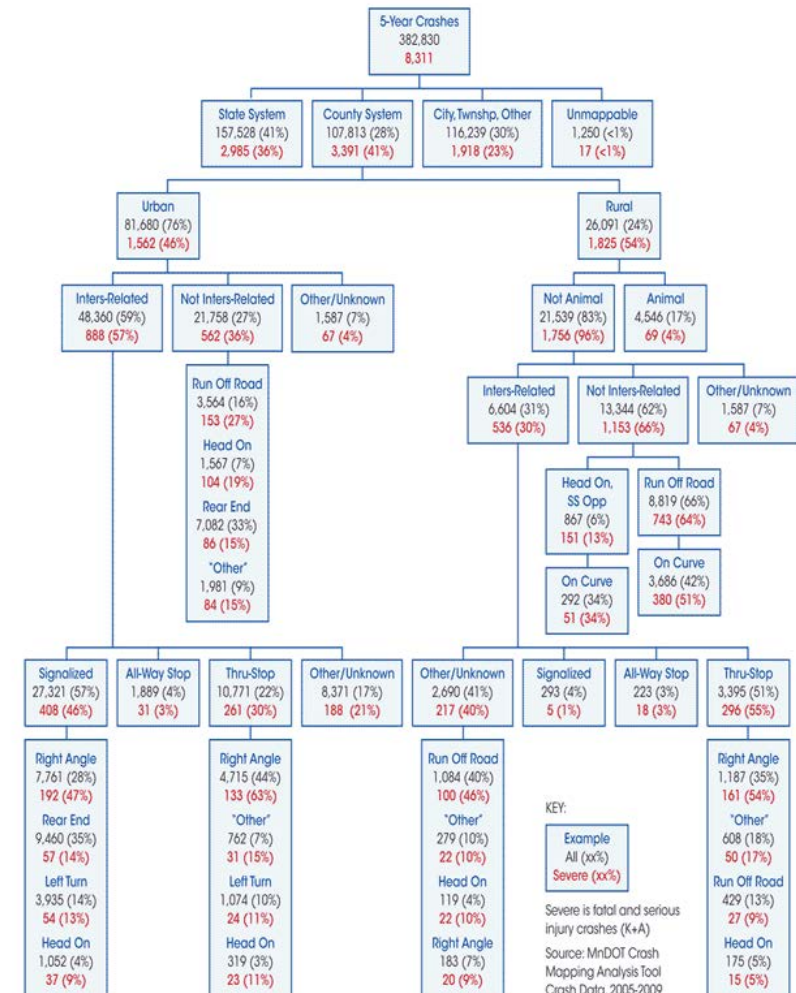 5-Year Crashes
382,830
8,311
State System
157,528 (41%)
2,985 (36%)
County System
107,813 (28%)
3,391 (41%)
City, Twnshp, Other
116,239 (30%)
1,918 (23%)
Unmappable
1,250 (<1%)
17 (<1%)
Urban
81,680 (76%)
1,562 (46%)
Rural
26,091 (24%)
1,825 (54%)
Inters-Related
48,360 (59%)
888 (57%)
Not Inters-Related
21,758 (27%)
562 (36%)
Other/Unknown
1,587 (7%)
67 (4%)
Not Animal
21,539 (83%)
1,756 (96%)
Animal
4,546 (17%)
69 (4%)
Run Off Road
3,564 (16%)
153 (27%)
Head On
1,567 (7%)
104 (19%)
Rear End
7,082 (33%)
86 (15%)
"Other"
1,981 (9%)
84 (15%)
Inters-Related
6,604 (31%)
536 (30%)
Not Inters-Related
13,344 (62%)
1,153 (66%)
Other/Unknown
1,587 (7%)
67 (4%)
Head On,
SS Opp
867 (6%)
151 (13%)
On Curve
292 (34%)
51 (34%)
Run Off Road
8,819 (66%)
743 (64%)
On Curve
3,686 (42%)
380 (51%)
Signalized
27,321 (57%)
408 (46%)
All-Way Stop
1,889 (4%)
31 (3%)
Thru-Stop
10,771 (22%)
261 (30%)
Other/Unknown
8,371 (17%)
188 (21%)
Other/Unknown
2,690 (41%)
217 (40%)
Signalized
293 (4%)
5 (1%)
All-Way Stop
223 (3%)
18 (3%)
Thru-Stop
3,395 (51%)
296 (55%)
Right Angle
7,761 (28%)
192 (47%)
Rear End
9,460 (35%)
57 (14%)
Left Turn
3,935 (14%)
54 (13%)
Head On
1,052 (4%)
37 (9%)
Right Angle
4,715 (44%)
133 (63%)
"Other"
762 (7%)
31 (15%)
Left Turn
1,074 (10%)
24 (11%)
Head On
319 (3%)
23 (11%)
Run Off Road
1,084 (40%)
100 (46%)
"Other"
279 (10%)
22 (10%)
Head On
119 (4%)
22 (10%)
Right Angle
183 (7%)
20 (9%)
KEY:
Example
All (xx%)
Severe (xx%)
Severe is fatal and serious
injury crashes (K+A)
Source: MnDOT Crash
Mapping Analysis Tool
Crash Data, 2005-2009
Right Angle
1,187 (35%)
161 (54%)
"Other"
608 (18%)
50 (17%)
Run Off Road
429 (13%)
27 (9%)
Head On
175 (5%)
15 (5%)